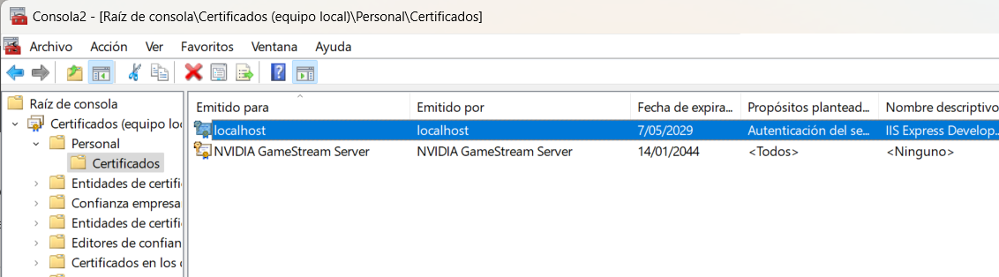 Consola2 - [Raíz de consola\Certificados (equipo local)\Personal\Certificados]
Archivo Acción Ver Favoritos Ventana Ayuda
Raíz de consola
Certificados (equipo loc
Personal
Certificados
Entidades de certifi
Confianza empresa
Entidades de certifi
Editores de confian
Certificados en los
Emitido para Emitido por Fecha de expira... Propósitos plantead... Nombre descriptivo
localhost localhost 7/05/2029 Autenticación del se... IIS Express Develop...
NVIDIA GameStream Server NVIDIA GameStream Server 14/01/2044 <Todos> <Ninguno>